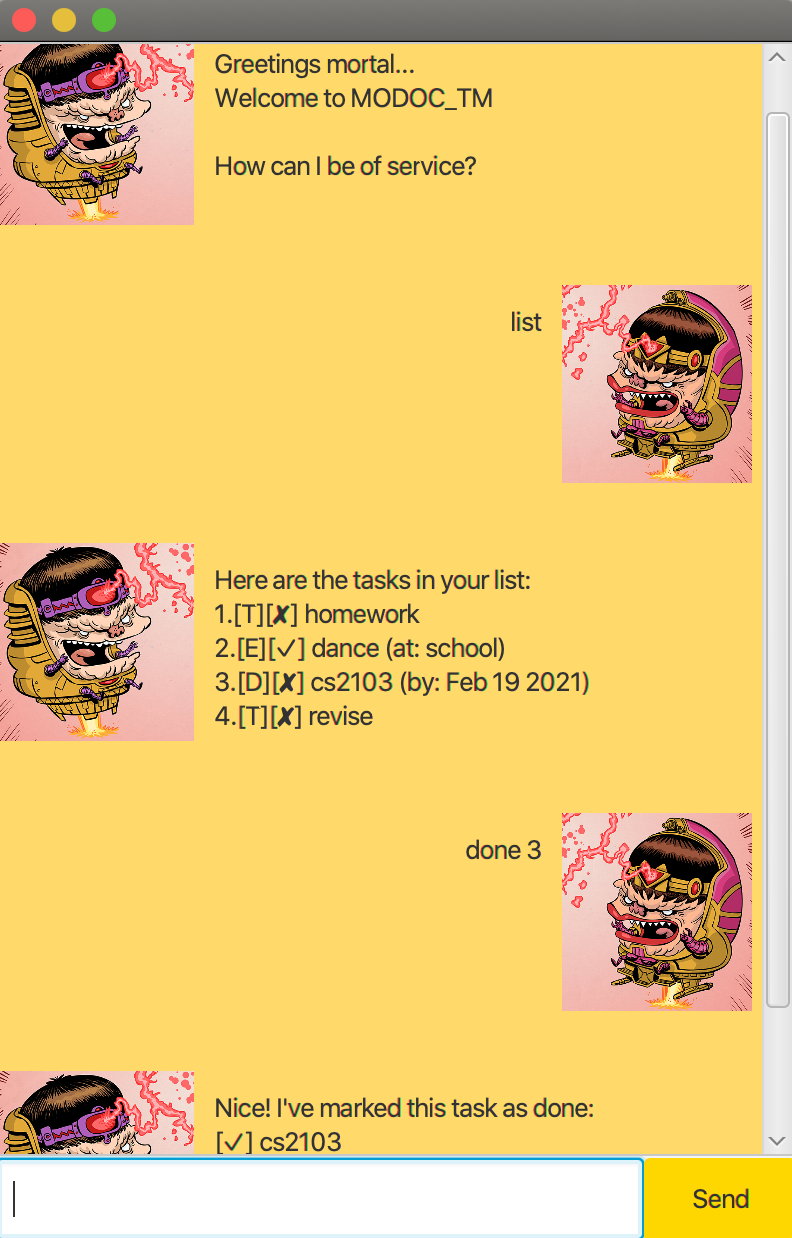 Greetings mortal...
Welcome to MODOC_TM
How can I be of service?
list
Here are the tasks in your list:
1.[T][✘] homework
2.[E][✓] dance (at: school)
3.[D][✘] cs2103 (by: Feb 19 2021)
4.[T][✘] revise
done 3
Nice! I've marked this task as done:
[✓] cs2103
Send